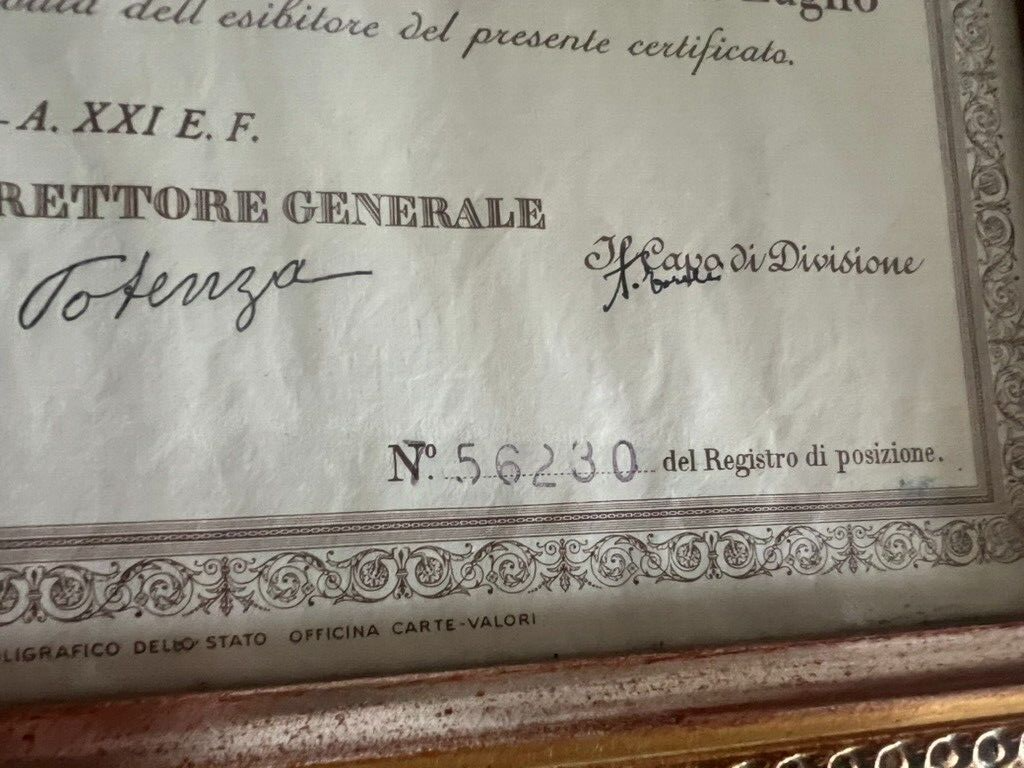 Luglio
dell'esibitore del presente certificato.
- A. XXI E. F.
RETTORE GENERALE
Potenza
Il Capo di Divisione
Nº. 56230 del Registro di posizione.
LIGRAFICO DELLO STATO OFFICINA CARTE-VALORI